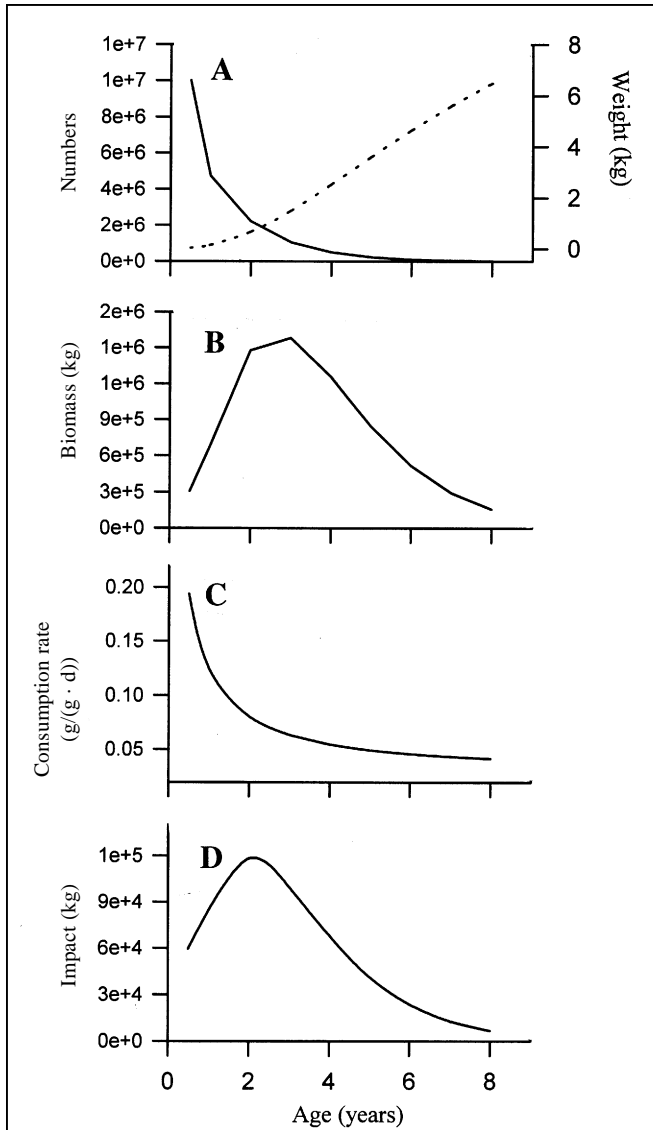 A
Numbers
1e+7
1e+7
8e+6
6e+6
4e+6
2e+6
0e+0
8
6
4
2
0
Weight (kg)
B
Biomass (kg)
2e+6
1e+6
1e+6
9e+5
6e+5
3e+5
0e+0
C
Consumption rate
(g/(g · d))
0.20
0.15
0.10
0.05
D
Impact (kg)
1e+5
9e+4
6e+4
3e+4
0e+0
0 2 4 6 8
Age (years)